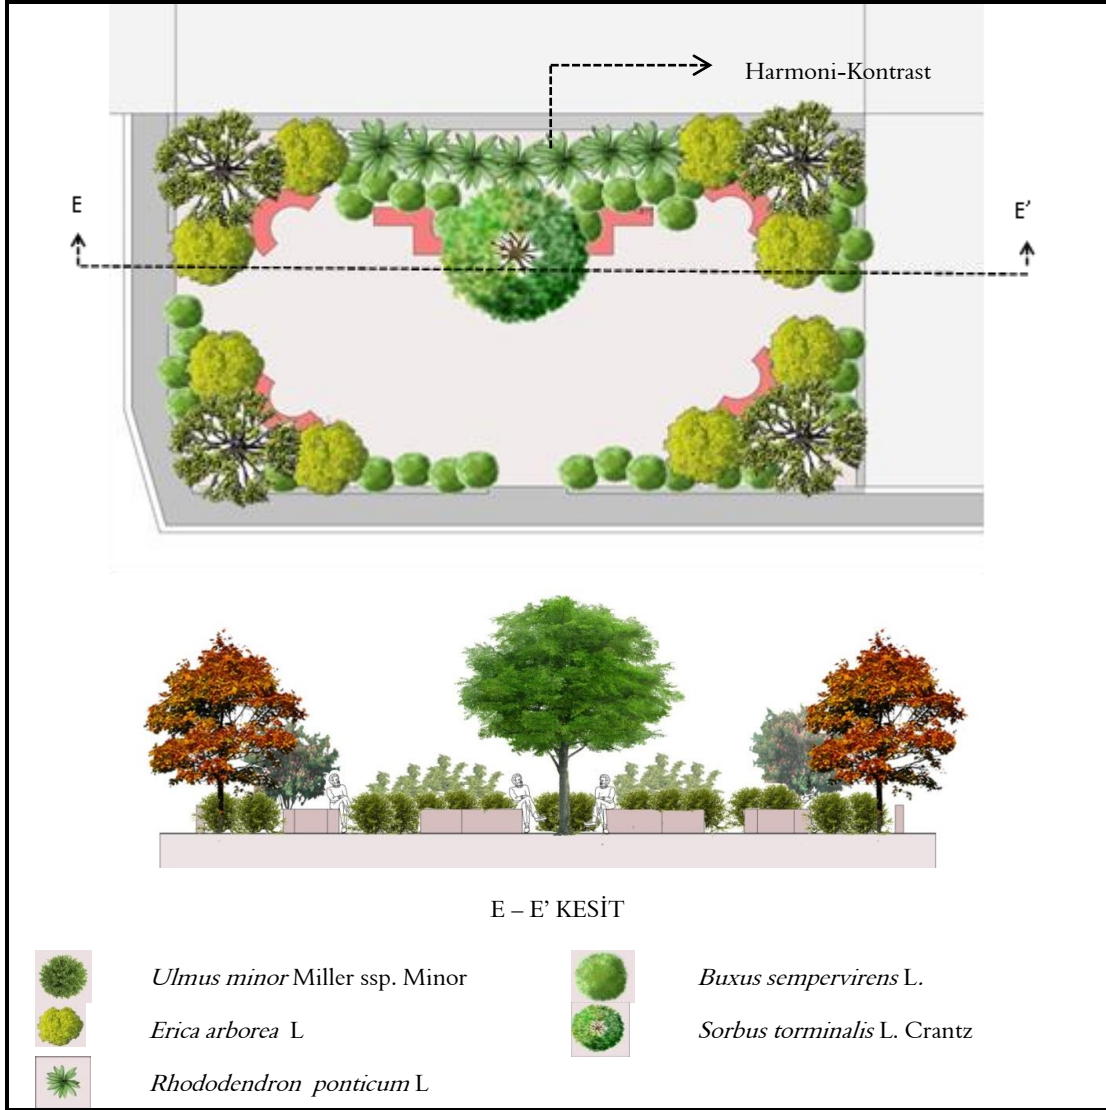 Harmoni-Kontrast
E
E'
E – E’ KESİT
Ulmus minor Miller ssp. Minor
Buxus sempervirens L.
Erica arborea L
Sorbus torminalis L. Crantz
Rhododendron ponticum L